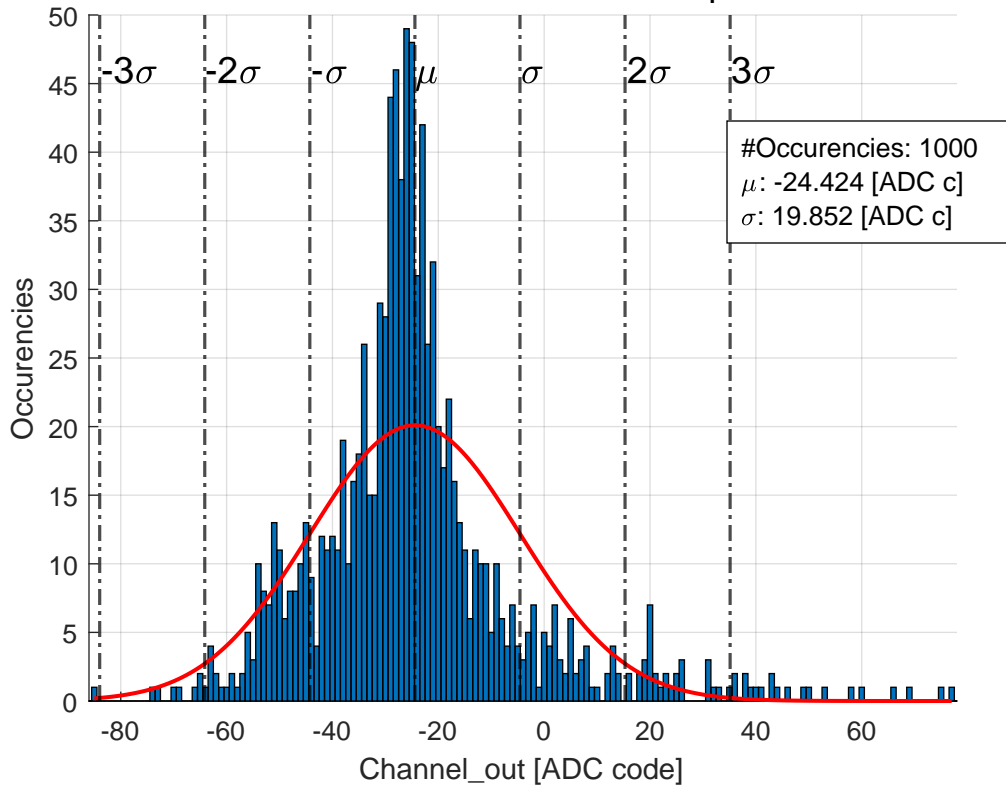 -3σ -2σ -σ μ σ 2σ 3σ
#Occurencies: 1000
μ: -24.424 [ADC c]
σ: 19.852 [ADC c]
50
45
40
35
30
25
20
15
10
5
0
Occurencies
-80 -60 -40 -20 0 20 40 60
Channel_out [ADC code]